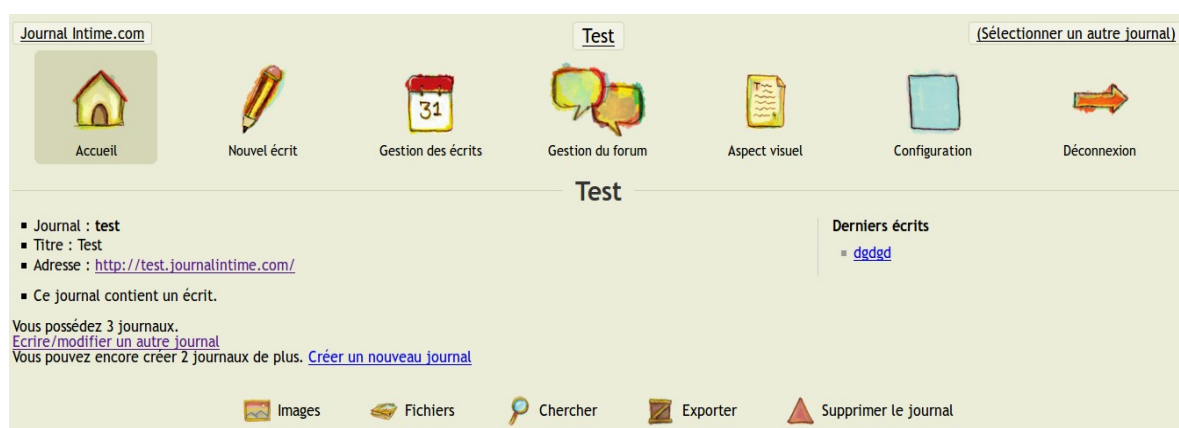 Journal Intime.com
Test
(Sélectionner un autre journal)
31
Accueil
Nouvel écrit
Gestion des écrits
Gestion du forum
Aspect visuel
Configuration
Déconnexion
Test
Journal : test
Titre : Test
Adresse : http://test.journalintime.com/
Ce journal contient un écrit.
Derniers écrits
dgdgd
Vous possédez 3 journaux.
Ecrire/modifier un autre journal
Vous pouvez encore créer 2 journaux de plus. Créer un nouveau journal
Images
Fichiers
Chercher
Exporter
Supprimer le journal